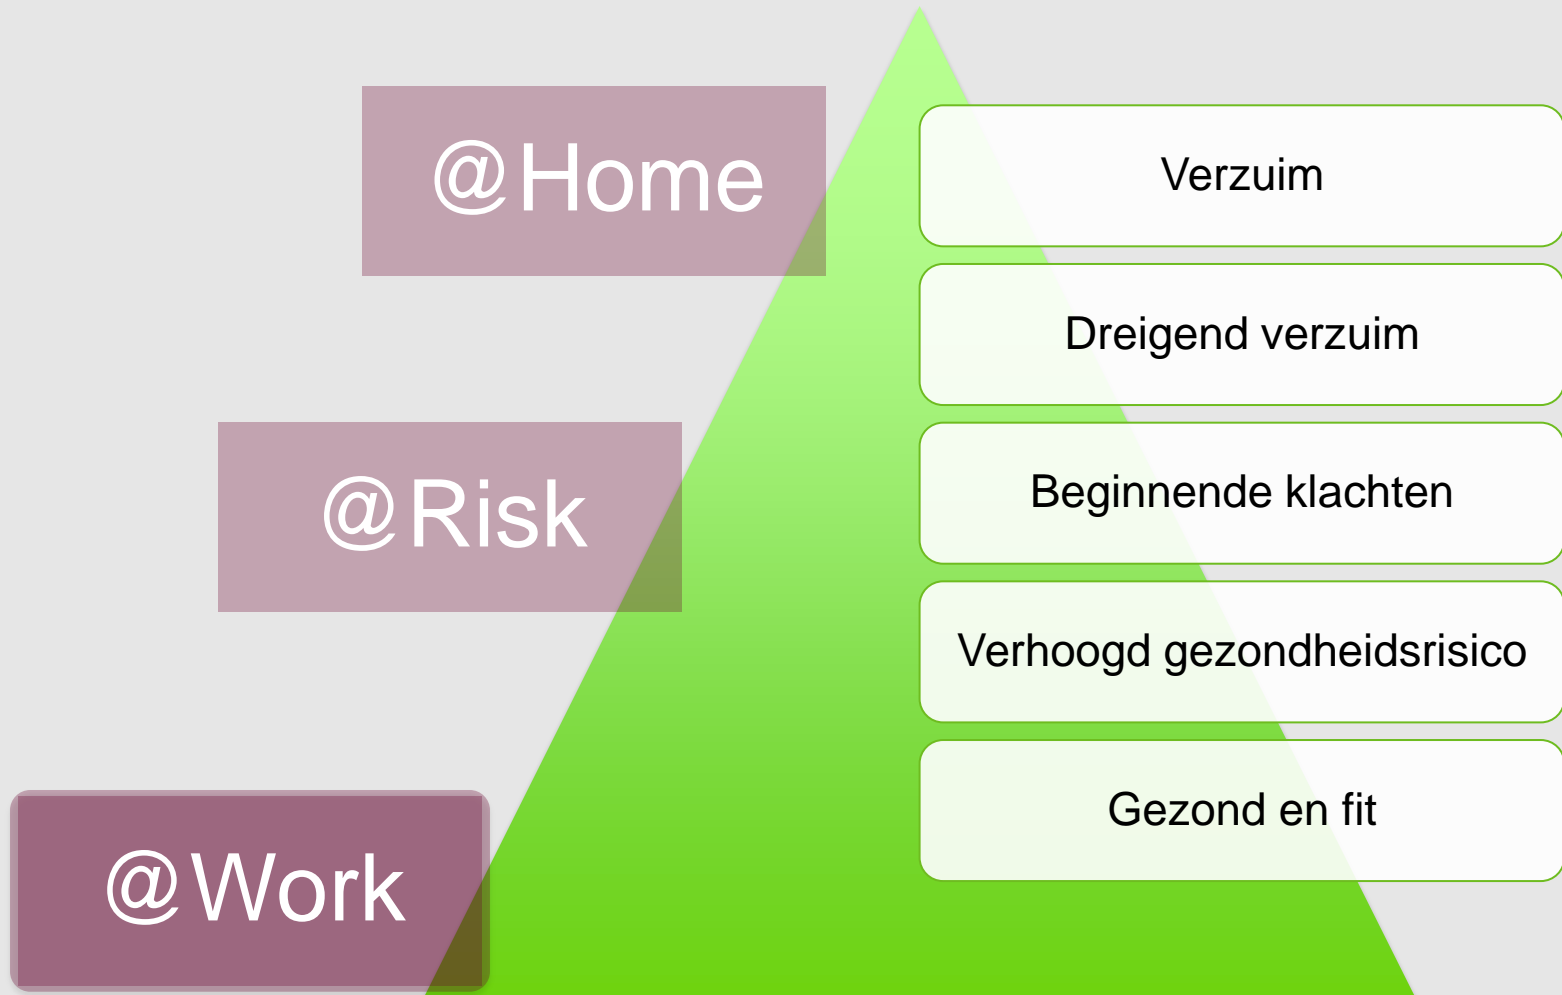 @Home
Verzuim
Dreigend verzuim
@Risk
Beginnende klachten
Verhoogd gezondheidsrisico
@Work
Gezond en fit